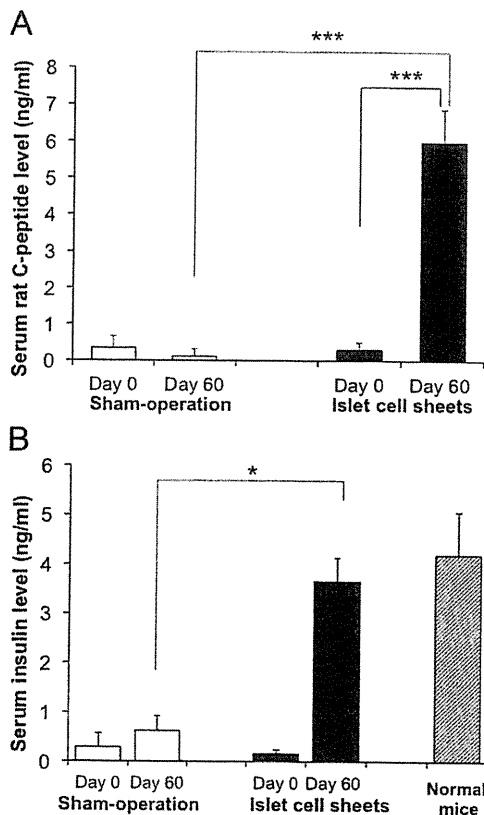 A
***
***
Serum rat C-peptide level (ng/ml)
8
7
6
5
4
3
2
1
0
Day 0 Day 60 Day 0 Day 60
Sham-operation Islet cell sheets
B
*
Serum insulin level (ng/ml)
6
5
4
3
2
1
0
Day 0 Day 60 Day 0 Day 60 Normal
Sham-operation Islet cell sheets mice